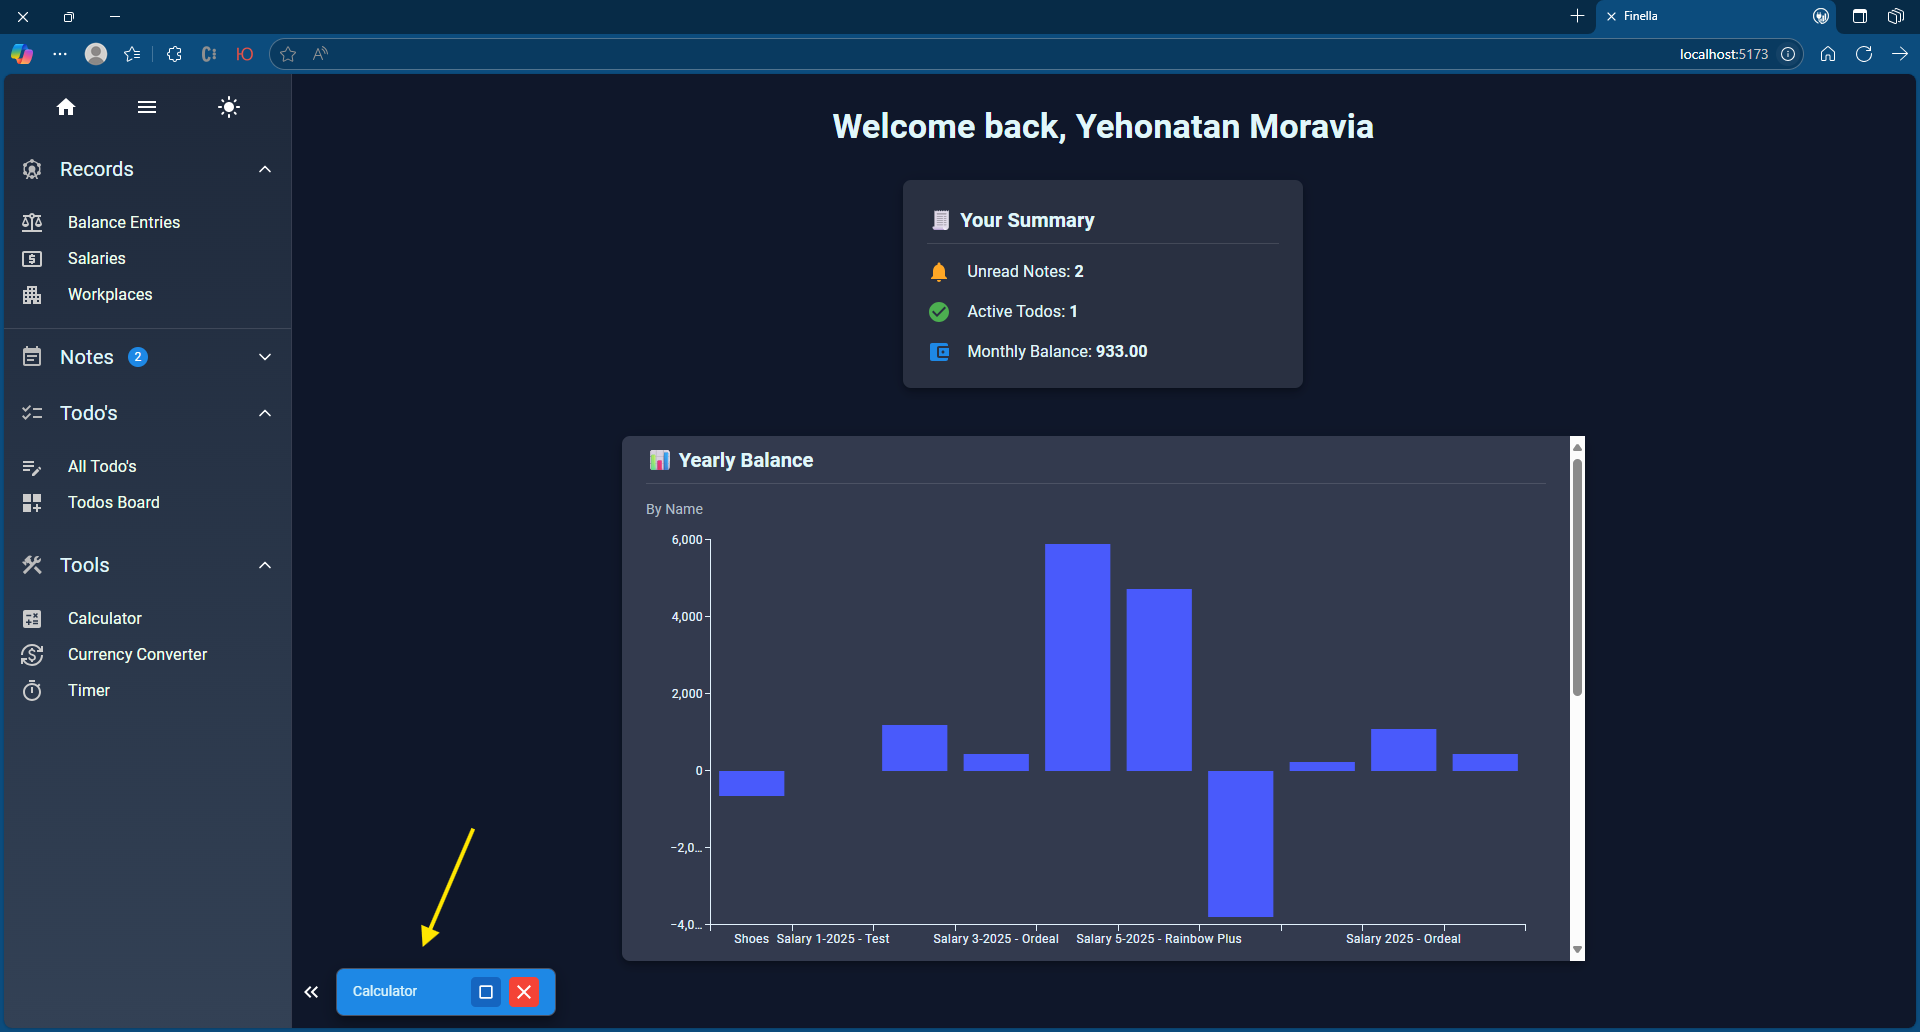 Finella
localhost:5173
Records
Balance Entries
Salaries
Workplaces
Notes 2
Todo's
All Todo's
Todos Board
Tools
Calculator
Currency Converter
Timer
Welcome back, Yehonatan Moravia
Your Summary
Unread Notes: 2
Active Todos: 1
Monthly Balance: 933.00
Yearly Balance
By Name
6,000
4,000
2,000
0
−2,0...
−4,0...
Shoes Salary 1-2025 - Test Salary 3-2025 - Ordeal Salary 5-2025 - Rainbow Plus Salary 2025 - Ordeal
Calculator